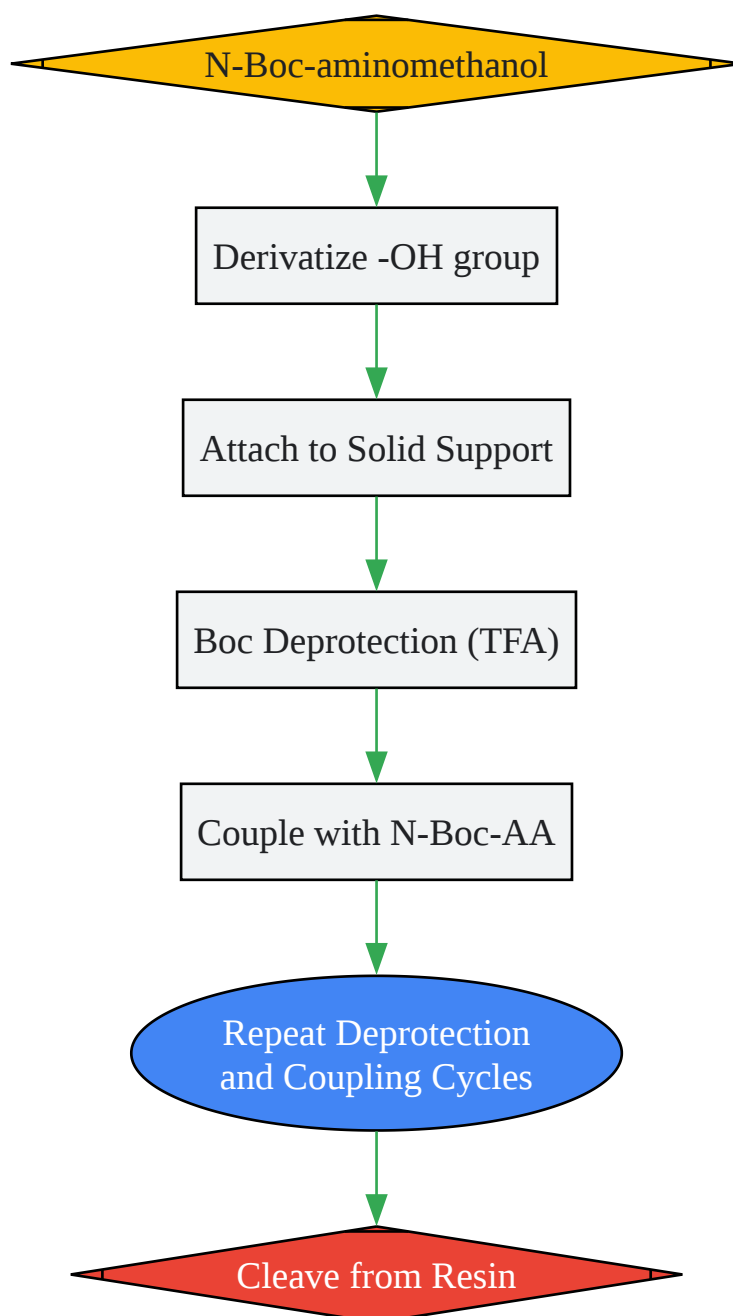 N-Boc-aminomethanol
Derivatize -OH group
Attach to Solid Support
Boc Deprotection (TFA)
Couple with N-Boc-AA
Repeat Deprotection
and Coupling Cycles
Cleave from Resin